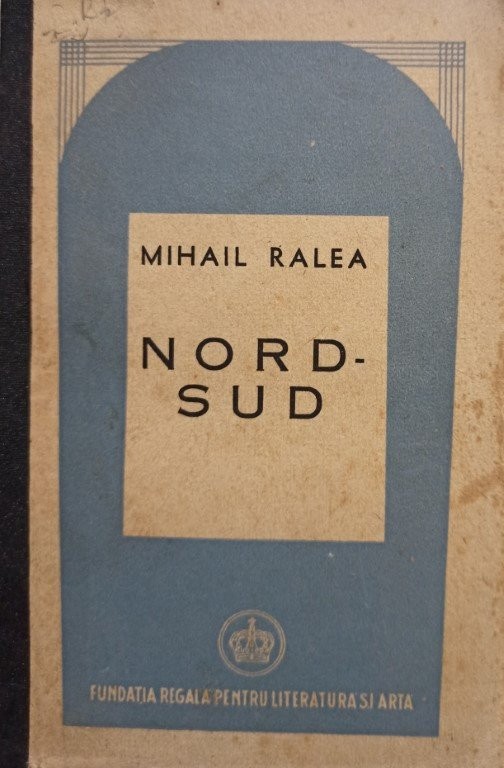 MIHAIL RALEA
NORD-
SUD
FUNDAȚIA REGALĂ PENTRU LITERATURĂ ȘI ARTĂ